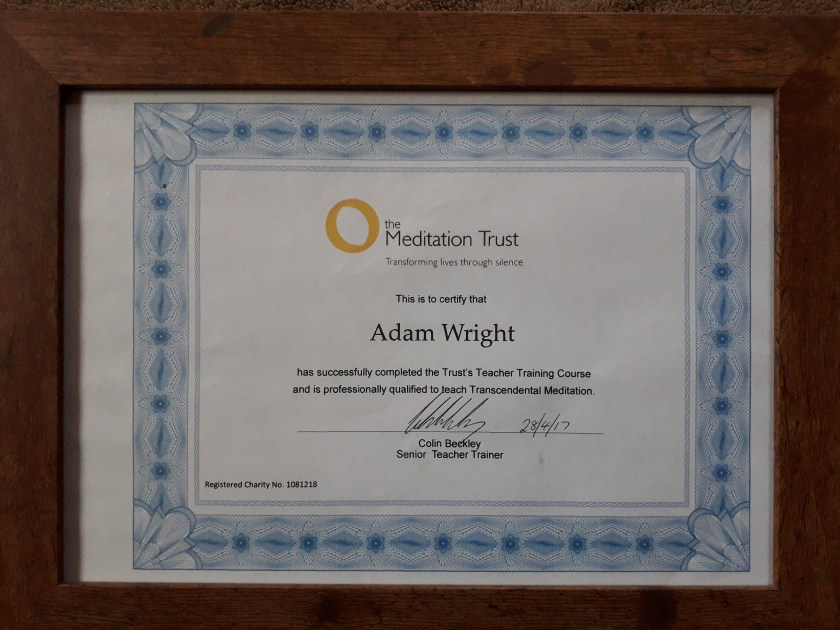 the
Meditation Trust
Transforming lives through silence
This is to certify that
Adam Wright
has successfully completed the Trust's Teacher Training Course
and is professionally qualified to teach Transcendental Meditation.
28/4/17
Colin Beckley
Senior Teacher Trainer
Registered Charity No. 1081218